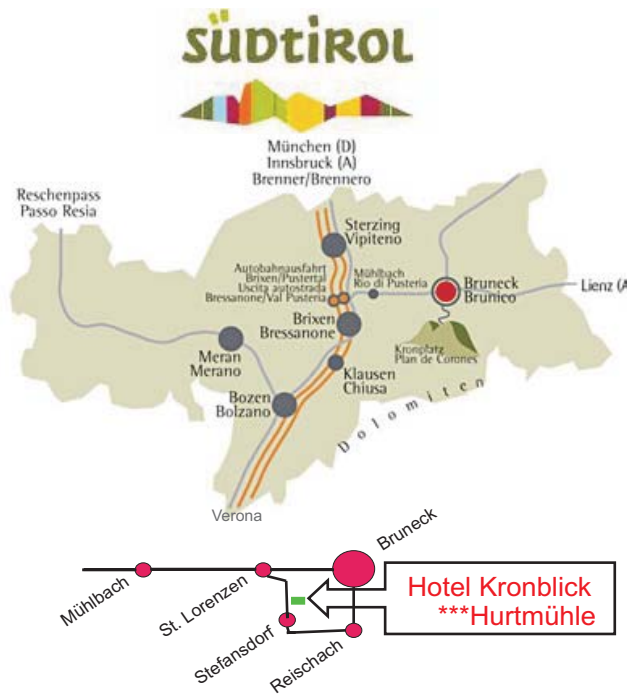 SÜDTIROL
München (D)
Innsbruck (A)
Brenner/Brennero
Reschenpass
Passo Resia
Sterzing
Vipiteno
Autobahnausfahrt
Brixen/Pustertal
Uscita autostrada
Bressanone/Val Pusteria
Mühlbach
Rio di Pusteria
Bruneck
Brunico
Lienz (A
Brixen
Bressanone
Kronplatz
Plan de Corones
Meran
Merano
Klausen
Chiusa
Bozen
Bolzano
Dolomiten
Verona
Bruneck
Mühlbach
St. Lorenzen
Stefansdorf
Reischach
Hotel Kronblick
***Hurtmühle